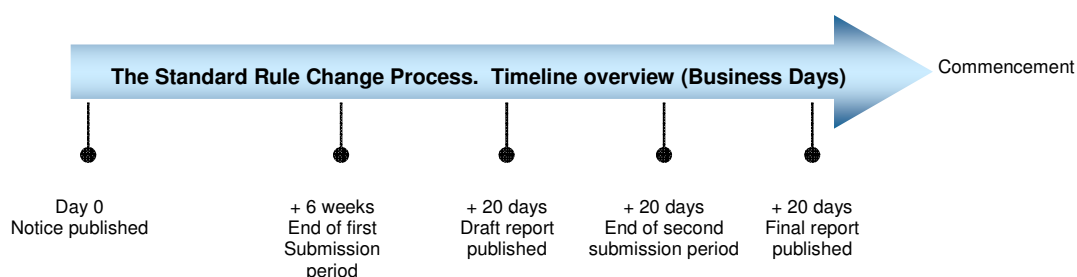 The Standard Rule Change Process. Timeline overview (Business Days)
Commencement
Day 0
Notice published
+ 6 weeks
End of first
Submission
period
+ 20 days
Draft report
published
+ 20 days
End of second
submission period
+ 20 days
Final report
published